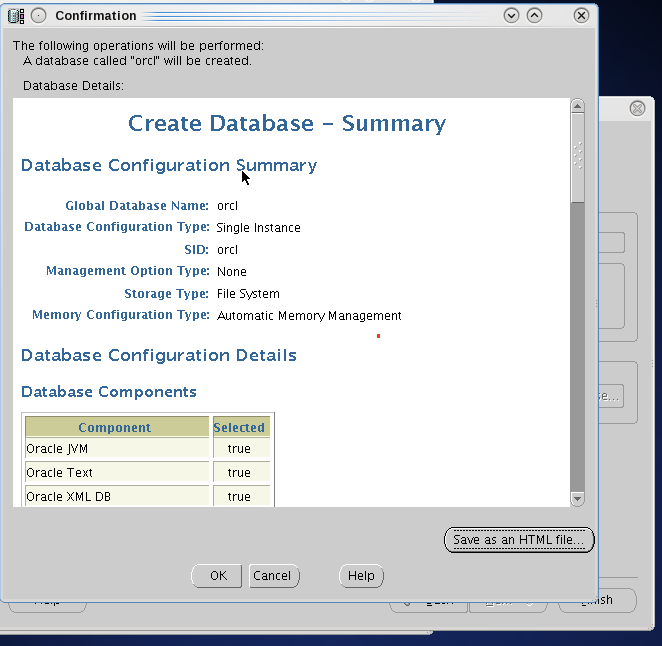 Confirmation
The following operations will be performed:
A database called "orcl" will be created.
Database Details:
Create Database – Summary
Database Configuration Summary
Global Database Name: orcl
Database Configuration Type: Single Instance
SID: orcl
Management Option Type: None
Storage Type: File System
Memory Configuration Type: Automatic Memory Management
Database Configuration Details
Database Components
Component Selected
Oracle JVM true
Oracle Text true
Oracle XML DB true
Save as an HTML file...
OK Cancel Help